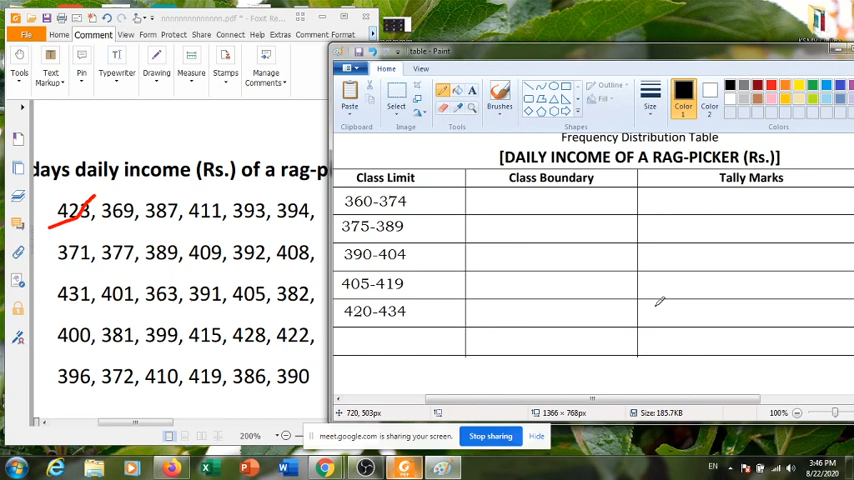 nnnnnnnnnnnnn.pdf * - Foxit Re...
File Home Comment View Form Protect Share Help Extras Comment Format
Tools
Text Markup
Pin
Typewriter
Drawing
Measure
Stamps
Manage Comments
days daily income (Rs.) of a rag-p
423, 369, 387, 411, 393, 394,
371, 377, 389, 409, 392, 408,
431, 401, 363, 391, 405, 382,
400, 381, 399, 415, 428, 422,
396, 372, 410, 419, 386, 390
200%
table - Paint
Home View
Paste
Select
Brushes
Outline
Fill
Size
Color 1
Color 2
Clipboard Image Tools Shapes Colors
Frequency Distribution Table
[DAILY INCOME OF A RAG-PICKER (Rs.)]
Class Limit Class Boundary Tally Marks
360-374
375-389
390-404
405-419
420-434
720, 503px 1366 × 768px Size: 185.7KB 100%
meet.google.com is sharing your screen. Stop sharing Hide
EN 3:46 PM
8/22/2020